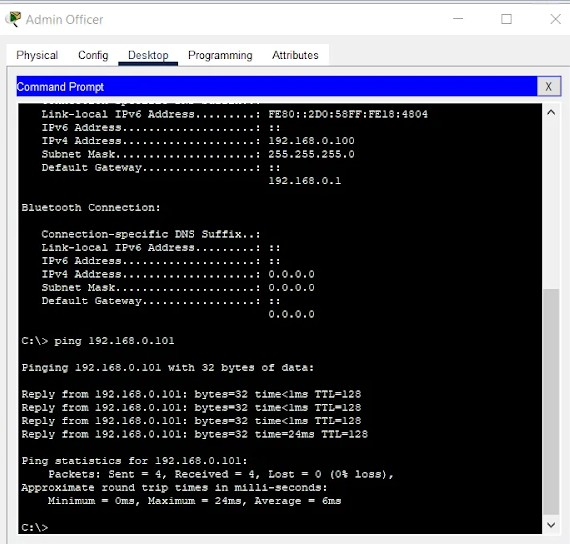 Admin Officer
Physical Config Desktop Programming Attributes
Command Prompt X
Connection-specific DNS Suffix..:
Link-local IPv6 Address.........: FE80::2D0:58FF:FE18:4804
IPv6 Address....................: ::
IPv4 Address....................: 192.168.0.100
Subnet Mask.....................: 255.255.255.0
Default Gateway.................: ::
192.168.0.1
Bluetooth Connection:
Connection-specific DNS Suffix..:
Link-local IPv6 Address.........: ::
IPv6 Address....................: ::
IPv4 Address....................: 0.0.0.0
Subnet Mask.....................: 0.0.0.0
Default Gateway.................: ::
0.0.0.0
C:\> ping 192.168.0.101
Pinging 192.168.0.101 with 32 bytes of data:
Reply from 192.168.0.101: bytes=32 time<1ms TTL=128
Reply from 192.168.0.101: bytes=32 time<1ms TTL=128
Reply from 192.168.0.101: bytes=32 time<1ms TTL=128
Reply from 192.168.0.101: bytes=32 time=24ms TTL=128
Ping statistics for 192.168.0.101:
Packets: Sent = 4, Received = 4, Lost = 0 (0% loss),
Approximate round trip times in milli-seconds:
Minimum = 0ms, Maximum = 24ms, Average = 6ms
C:\>